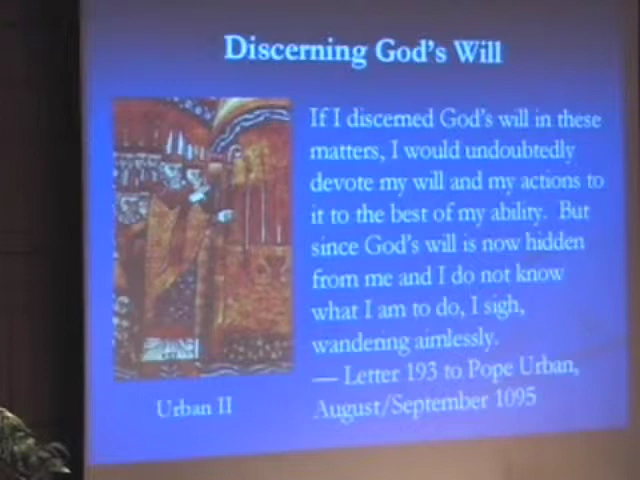 Discerning God's Will
If I discerned God's will in these
matters, I would undoubtedly
devote my will and my actions to
it to the best of my ability. But
since God's will is now hidden
from me and I do not know
what I am to do, I sigh,
wandering aimlessly.
— Letter 193 to Pope Urban,
August/September 1095
Urban II